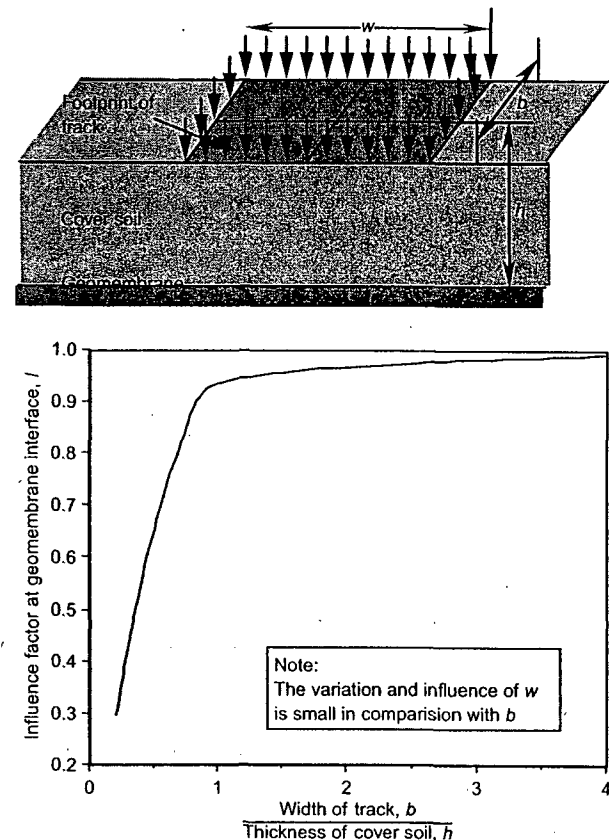 w
b
Footprint of
track
h
Cover soil
Geomembrane
1.0
0.9
0.8
0.7
0.6
0.5
0.4
0.3
0.2
Influence factor at geomembrane interface, I
Note:
The variation and influence of w
is small in comparision with b
0 1 2 3 4
Width of track, b
Thickness of cover soil, h